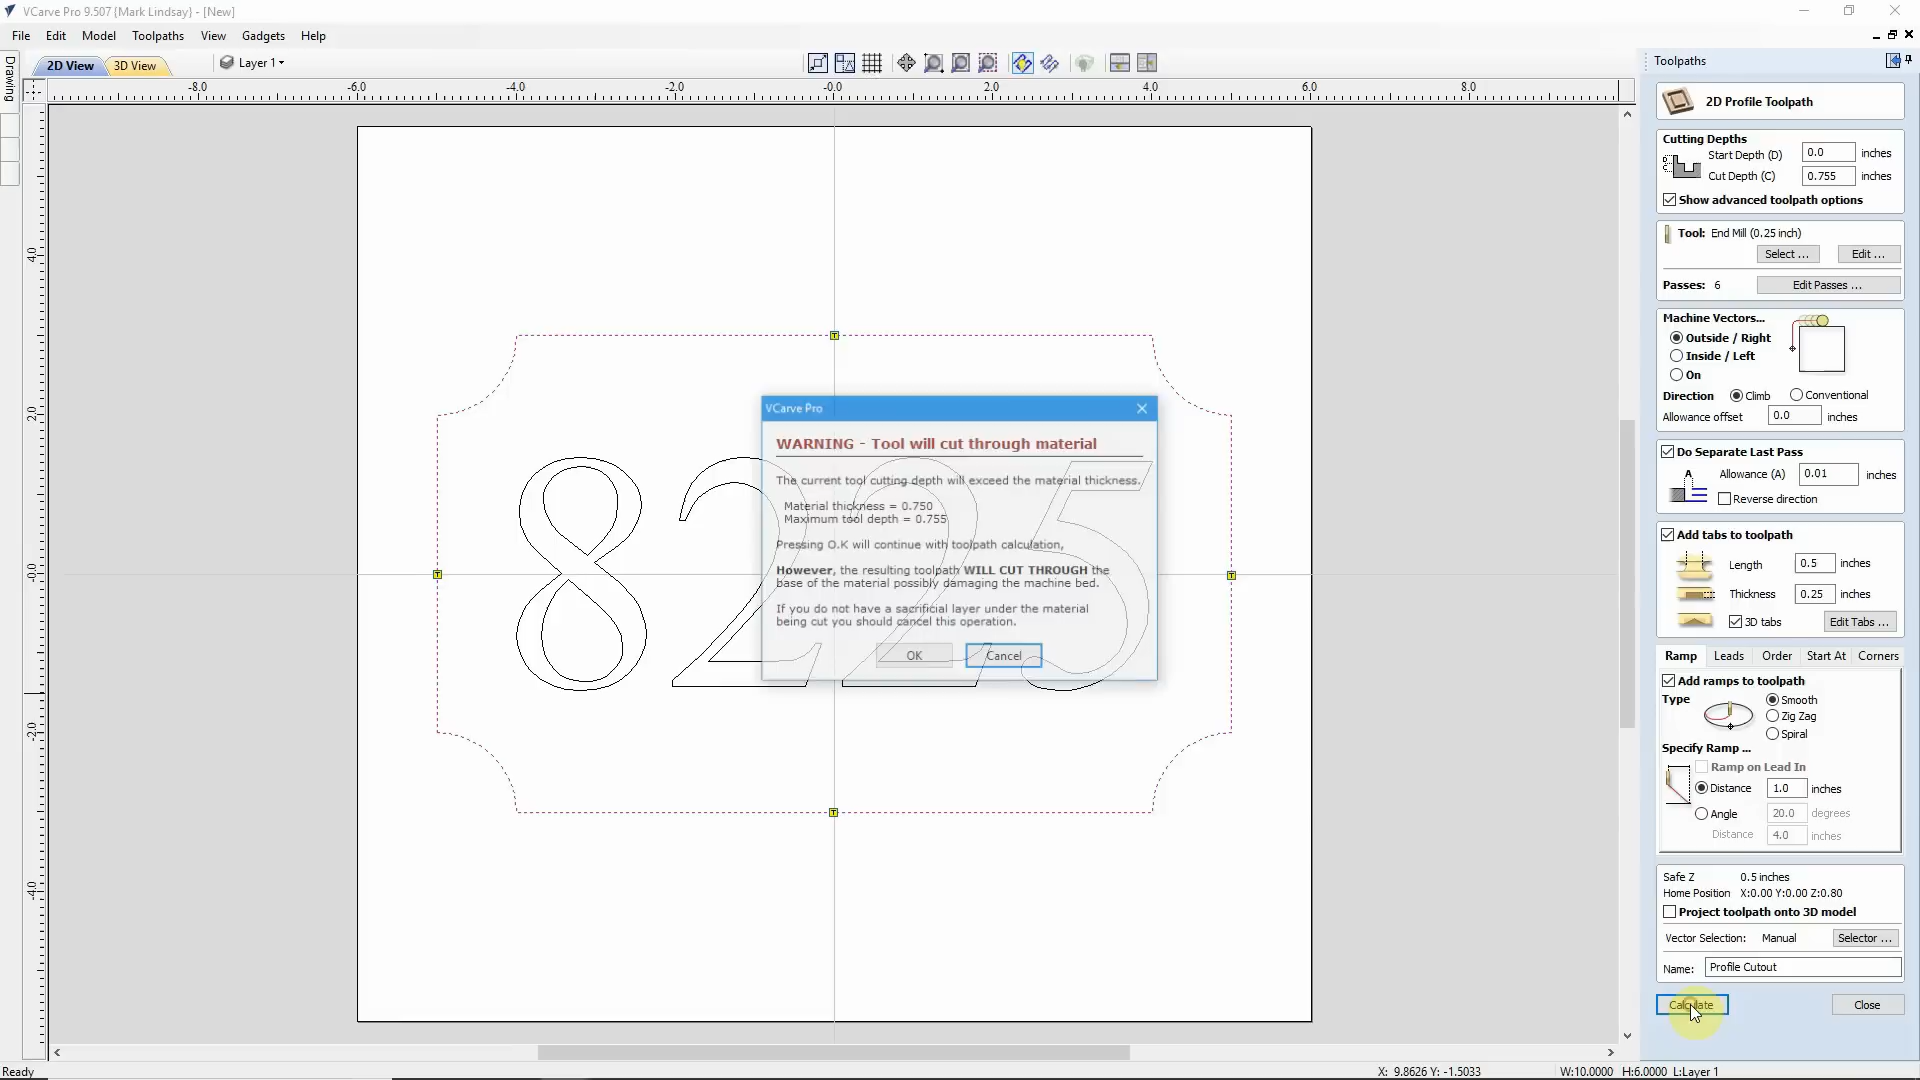 VCarve Pro 9.507 {Mark Lindsay} - [New]
File Edit Model Toolpaths View Gadgets Help
Drawing
2D View 3D View Layer 1
-8.0 -6.0 -4.0 -2.0 -0.0 2.0 4.0 6.0 8.0
4.0
2.0
-0.0
-2.0
-4.0
8225
VCarve Pro
WARNING - Tool will cut through material
The current tool cutting depth will exceed the material thickness.
Material thickness = 0.750
Maximum tool depth = 0.755
Pressing O.K will continue with toolpath calculation,
However, the resulting toolpath WILL CUT THROUGH the
base of the material possibly damaging the machine bed.
If you do not have a sacrificial layer under the material
being cut you should cancel this operation.
OK Cancel
T
T
T
T
Toolpaths
2D Profile Toolpath
Cutting Depths
Start Depth (D) 0.0 inches
Cut Depth (C) 0.755 inches
Show advanced toolpath options
Tool: End Mill (0.25 inch)
Select ... Edit ...
Passes: 6 Edit Passes ...
Machine Vectors...
Outside / Right
Inside / Left
On
Direction Climb Conventional
Allowance offset 0.0 inches
Do Separate Last Pass
A Allowance (A) 0.01 inches
Reverse direction
Add tabs to toolpath
Length 0.5 inches
Thickness 0.25 inches
3D tabs Edit Tabs ...
Ramp Leads Order Start At Corners
Add ramps to toolpath
Type Smooth
Zig Zag
Spiral
Specify Ramp ...
Ramp on Lead In
Distance 1.0 inches
Angle 20.0 degrees
Distance 4.0 inches
Safe Z 0.5 inches
Home Position X:0.00 Y:0.00 Z:0.80
Project toolpath onto 3D model
Vector Selection: Manual Selector ...
Name: Profile Cutout
Calculate Close
Ready X: 9.8626 Y: -1.5033 W:10.0000 H:6.0000 L:Layer 1